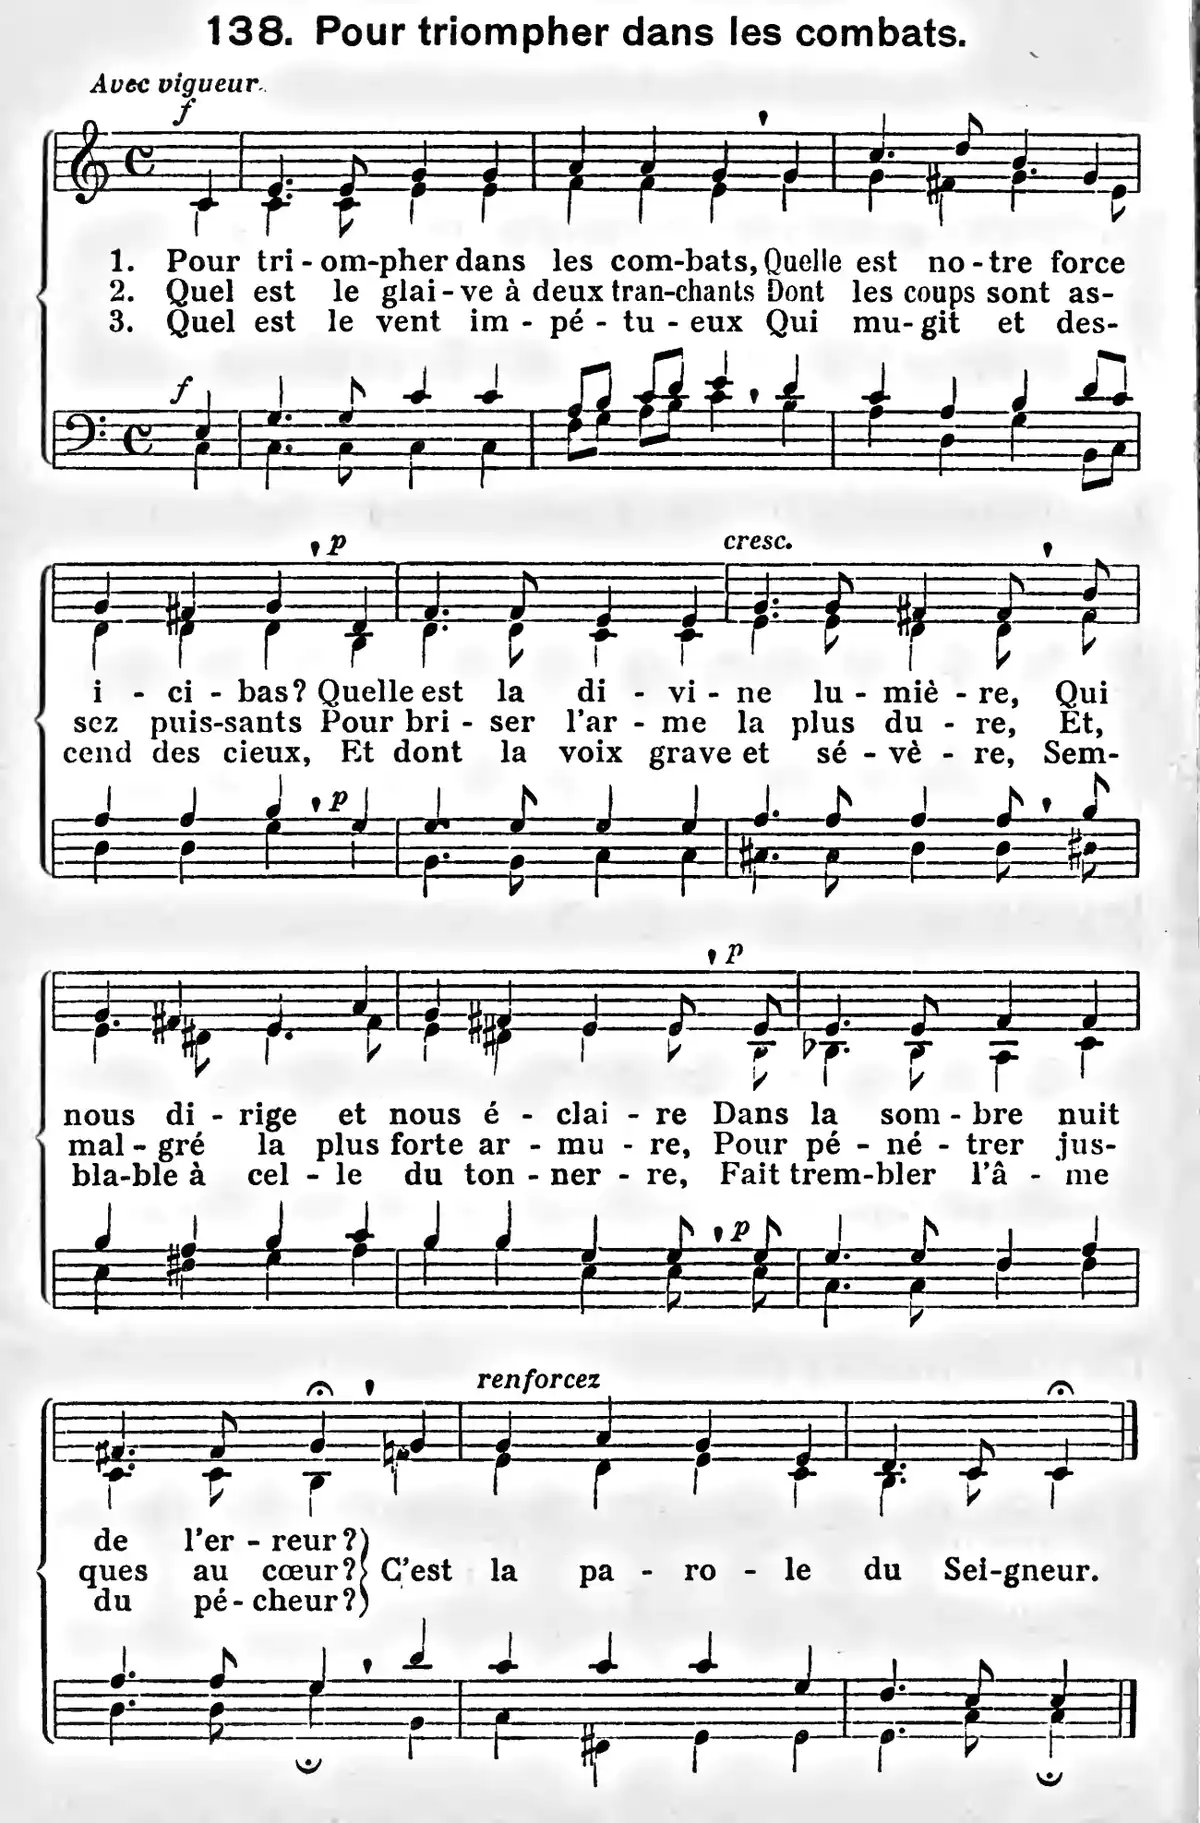 138. Pour triompher dans les combats.
Avec vigueur.
f
1. Pour tri - om-pher dans les com-bats, Quelle est no - tre force
2. Quel est le glai - ve à deux tran-chants Dont les coups sont as-
3. Quel est le vent im - pé - tu - eux Qui mu- git et des-
f
p
cresc.
i - ci - bas? Quelle est la di - vi - ne lu - miè - re, Qui
sez puis-sants Pour bri - ser l'ar - me la plus du - re, Et,
cend des cieux, Et dont la voix grave et sé - vè - re, Sem-
p
p
nous di - rige et nous é - clai - re Dans la som - bre nuit
mal - gré la plus forte ar - mu - re, Pour pé - né - trer jus-
bla-ble à cel - le du ton - ner - re, Fait trem-bler l'â - me
p
renforcez
de l'er - reur?)
ques au cœur?} C'est la pa - ro - le du Sei-gneur.
du pé - cheur?)